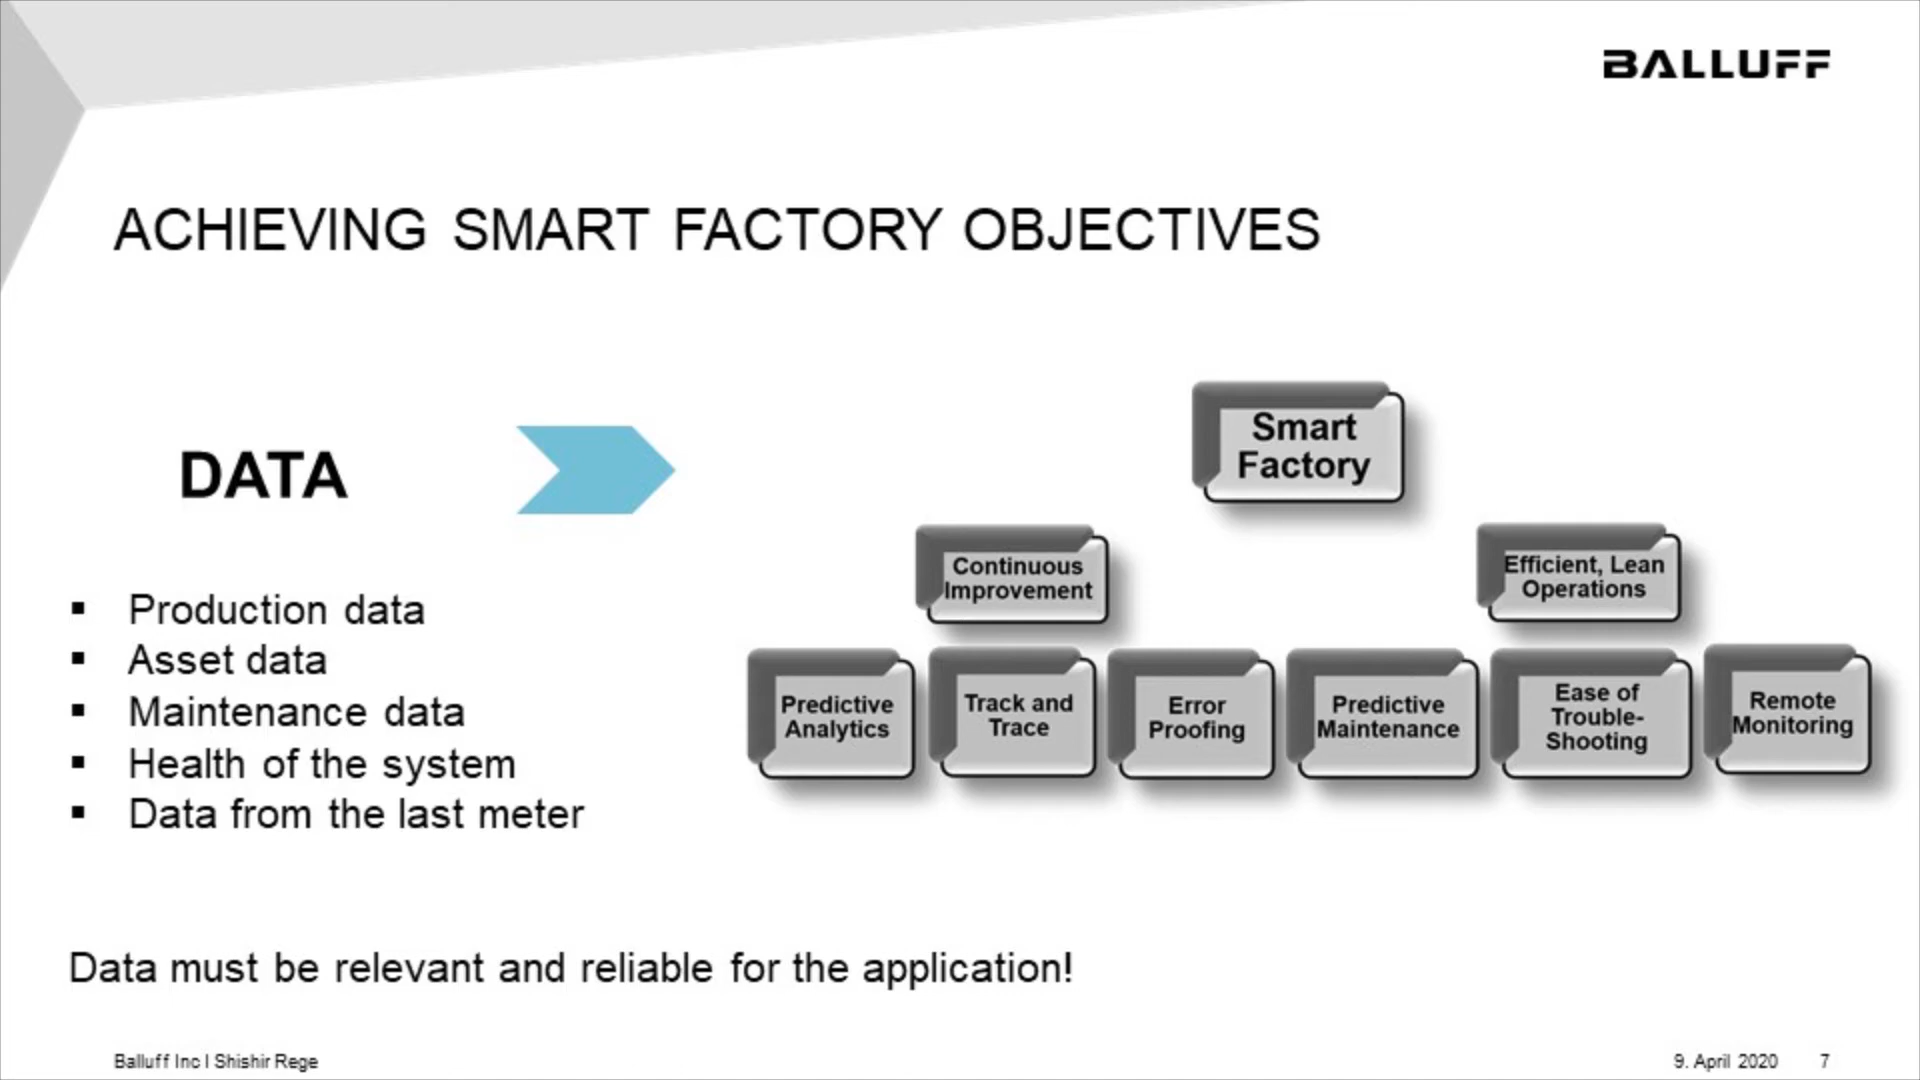 BALLUFF
ACHIEVING SMART FACTORY OBJECTIVES
DATA
▪ Production data
▪ Asset data
▪ Maintenance data
▪ Health of the system
▪ Data from the last meter
Smart
Factory
Continuous
Improvement
Efficient, Lean
Operations
Predictive
Analytics
Track and
Trace
Error
Proofing
Predictive
Maintenance
Ease of
Trouble-
Shooting
Remote
Monitoring
Data must be relevant and reliable for the application!
Balluff Inc I Shishir Rege
9. April 2020 7